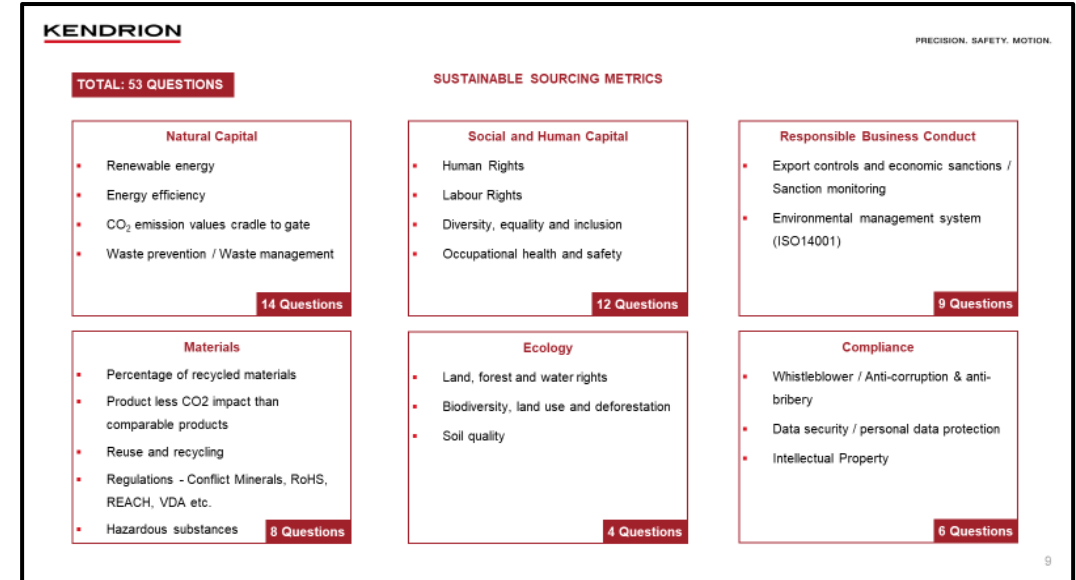 KENDRION
PRECISION. SAFETY. MOTION.
TOTAL: 53 QUESTIONS
SUSTAINABLE SOURCING METRICS
Natural Capital
▪ Renewable energy
▪ Energy efficiency
▪ CO₂ emission values cradle to gate
▪ Waste prevention / Waste management
14 Questions
Social and Human Capital
▪ Human Rights
▪ Labour Rights
▪ Diversity, equality and inclusion
▪ Occupational health and safety
12 Questions
Responsible Business Conduct
▪ Export controls and economic sanctions /
Sanction monitoring
▪ Environmental management system
(ISO14001)
9 Questions
Materials
▪ Percentage of recycled materials
▪ Product less CO2 impact than
comparable products
▪ Reuse and recycling
▪ Regulations - Conflict Minerals, RoHS,
REACH, VDA etc.
▪ Hazardous substances
8 Questions
Ecology
▪ Land, forest and water rights
▪ Biodiversity, land use and deforestation
▪ Soil quality
4 Questions
Compliance
▪ Whistleblower / Anti-corruption & anti-
bribery
▪ Data security / personal data protection
▪ Intellectual Property
6 Questions
9